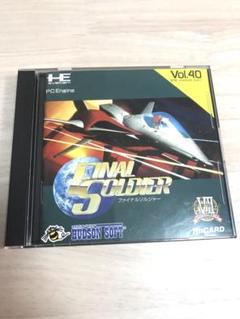 HE
SYSTEM
Vol.40
PC Engine
FINAL
SOLDIER
ファイナルソルジャー
HUDSON SOFT
HuCARD